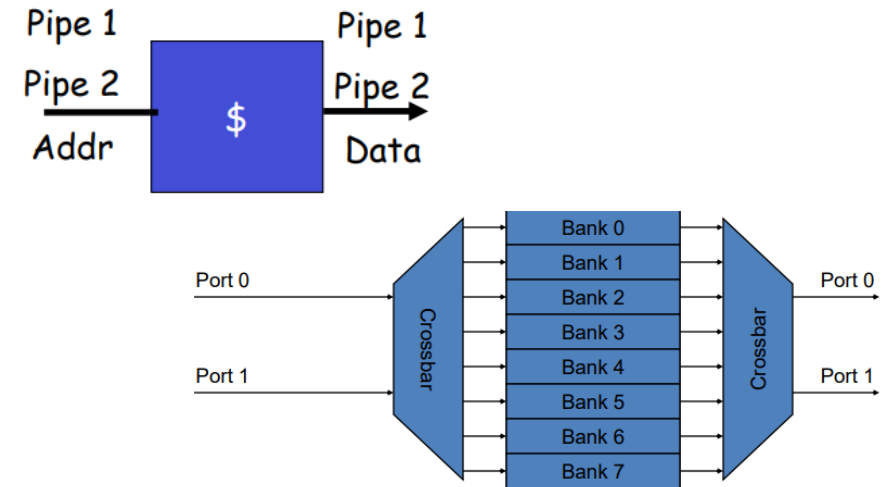 Pipe 1
Pipe 1
Pipe 2
Pipe 2
$
Addr
Data
Bank 0
Bank 1
Port 0
Port 0
Bank 2
Crossbar
Crossbar
Bank 3
Bank 4
Port 1
Port 1
Bank 5
Bank 6
Bank 7